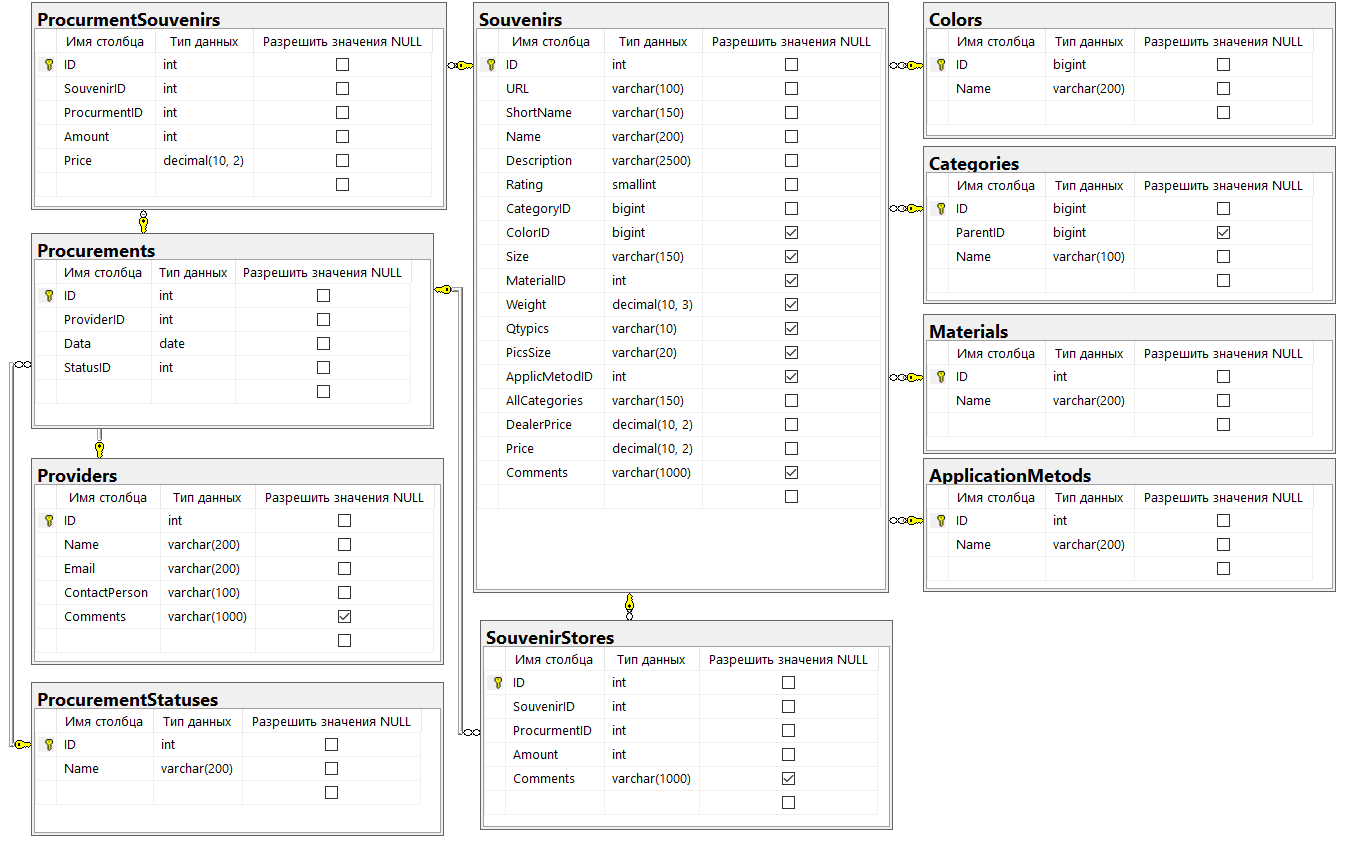 ProcurmentSouvenirs
Имя столбца Тип данных Разрешить значения NULL
ID int
SouvenirID int
ProcurmentID int
Amount int
Price decimal(10, 2)
Procurements
Имя столбца Тип данных Разрешить значения NULL
ID int
ProviderID int
Data date
StatusID int
Providers
Имя столбца Тип данных Разрешить значения NULL
ID int
Name varchar(200)
Email varchar(200)
ContactPerson varchar(100)
Comments varchar(1000)
ProcurementStatuses
Имя столбца Тип данных Разрешить значения NULL
ID int
Name varchar(200)
Souvenirs
Имя столбца Тип данных Разрешить значения NULL
ID int
URL varchar(100)
ShortName varchar(150)
Name varchar(200)
Description varchar(2500)
Rating smallint
CategoryID bigint
ColorID bigint
Size varchar(150)
MaterialID int
Weight decimal(10, 3)
Qtypics varchar(10)
PicsSize varchar(20)
ApplicMetodID int
AllCategories varchar(150)
DealerPrice decimal(10, 2)
Price decimal(10, 2)
Comments varchar(1000)
SouvenirStores
Имя столбца Тип данных Разрешить значения NULL
ID int
SouvenirID int
ProcurmentID int
Amount int
Comments varchar(1000)
Colors
Имя столбца Тип данных Разрешить значения NULL
ID bigint
Name varchar(200)
Categories
Имя столбца Тип данных Разрешить значения NULL
ID bigint
ParentID bigint
Name varchar(100)
Materials
Имя столбца Тип данных Разрешить значения NULL
ID int
Name varchar(200)
ApplicationMetods
Имя столбца Тип данных Разрешить значения NULL
ID int
Name varchar(200)